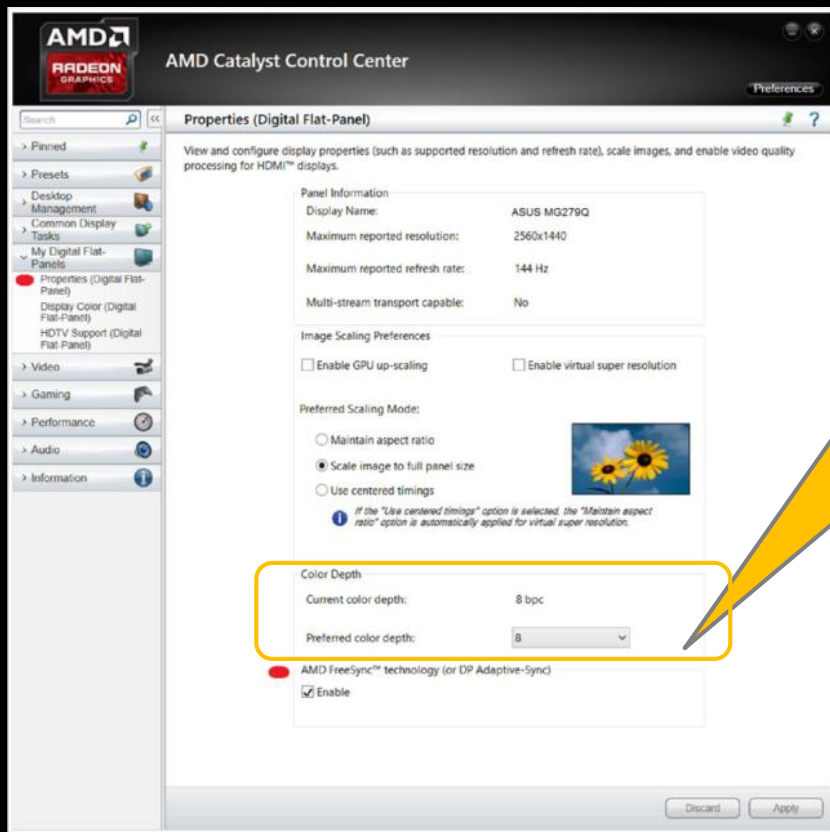 AMD
RADEON
GRAPHICS
AMD Catalyst Control Center
Preferences
Search
Properties (Digital Flat-Panel)
?
> Pinned
> Presets
> Desktop
Management
> Common Display
Tasks
My Digital Flat-
Panels
Properties (Digital Flat-
Panel)
Display Color (Digital
Flat-Panel)
HDTV Support (Digital
Flat-Panel)
> Video
> Gaming
> Performance
> Audio
> Information
View and configure display properties (such as supported resolution and refresh rate), scale images, and enable video quality
processing for HDMI™ displays.
Panel Information
Display Name: ASUS MG279Q
Maximum reported resolution: 2560x1440
Maximum reported refresh rate: 144 Hz
Multi-stream transport capable: No
Image Scaling Preferences
Enable GPU up-scaling Enable virtual super resolution
Preferred Scaling Mode:
Maintain aspect ratio
Scale image to full panel size
Use centered timings
If the "Use centered timings" option is selected, the "Maintain aspect
ratio" option is automatically applied for virtual super resolution.
Color Depth
Current color depth: 8 bpc
Preferred color depth: 8
AMD FreeSync™ technology (or DP Adaptive-Sync)
Enable
Discard Apply